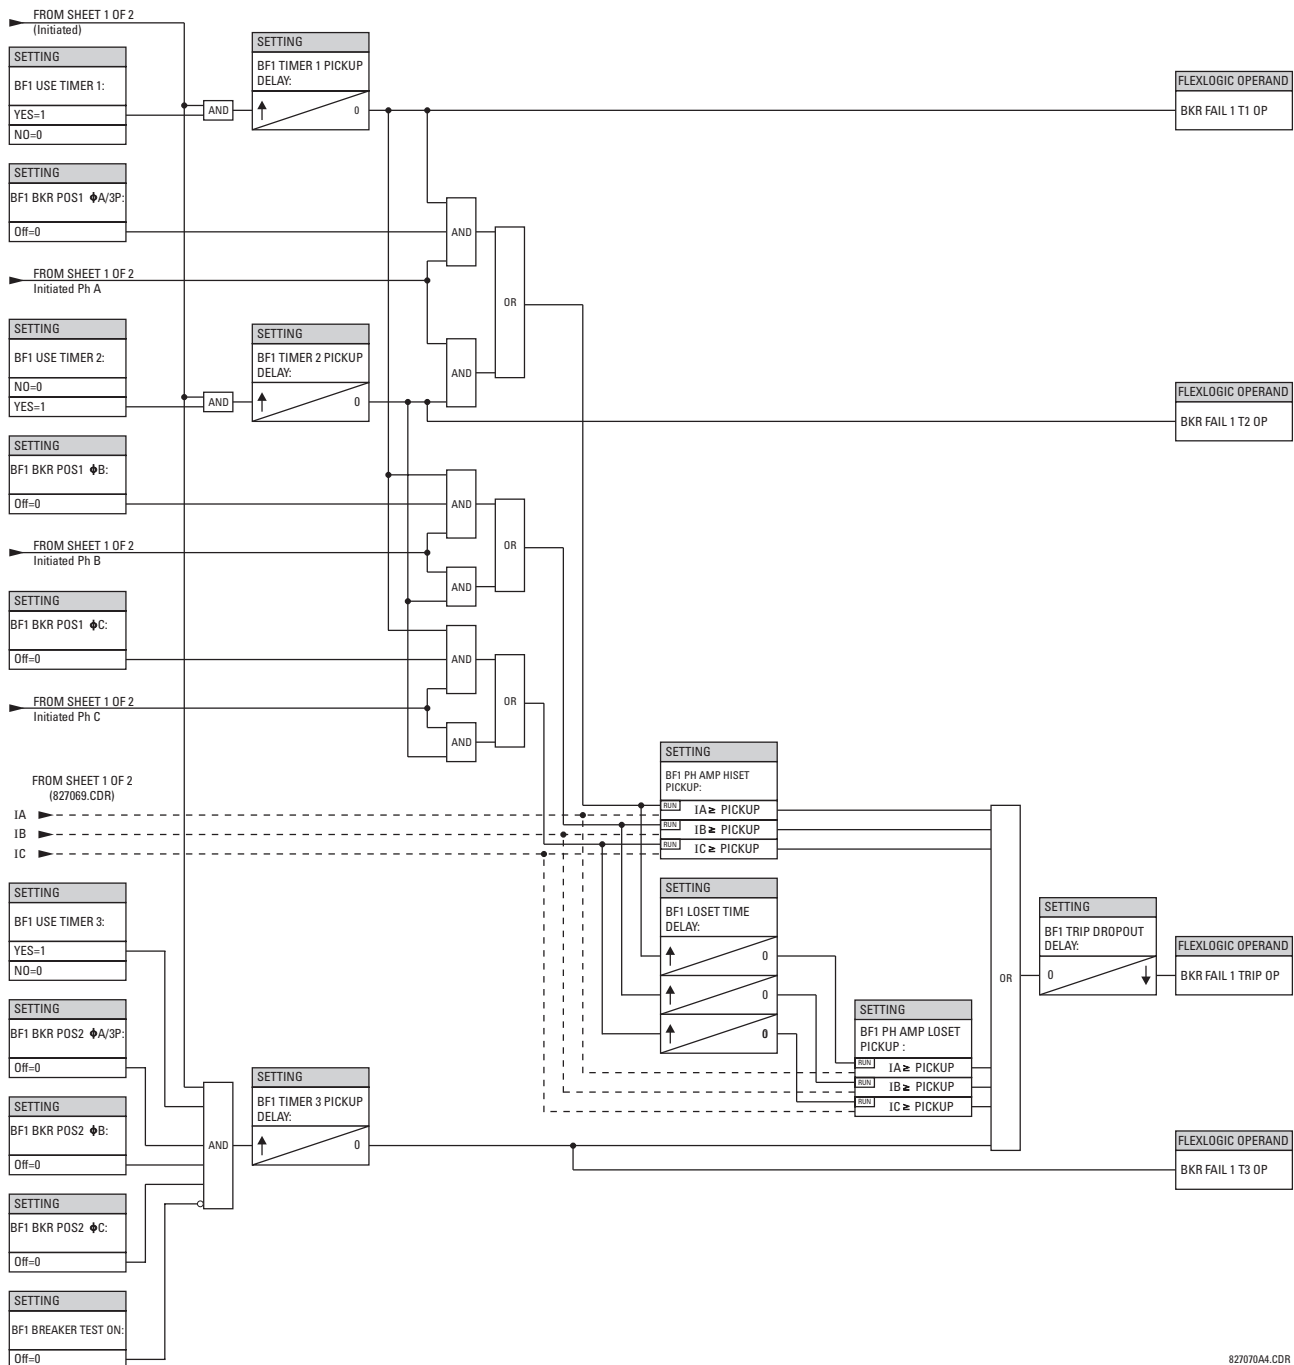 FROM SHEET 1 OF 2
(Initiated)
SETTING
BF1 USE TIMER 1:
YES=1
NO=0
SETTING
BF1 TIMER 1 PICKUP
DELAY:
0
AND
FLEXLOGIC OPERAND
BKR FAIL 1 T1 OP
SETTING
BF1 BKR POS1 ΦA/3P:
Off=0
AND
FROM SHEET 1 OF 2
Initiated Ph A
OR
SETTING
BF1 USE TIMER 2:
NO=0
YES=1
AND
SETTING
BF1 TIMER 2 PICKUP
DELAY:
0
AND
FLEXLOGIC OPERAND
BKR FAIL 1 T2 OP
SETTING
BF1 BKR POS1 ΦB:
Off=0
AND
OR
FROM SHEET 1 OF 2
Initiated Ph B
AND
SETTING
BF1 BKR POS1 ΦC:
Off=0
AND
OR
FROM SHEET 1 OF 2
Initiated Ph C
AND
FROM SHEET 1 OF 2
(827069.CDR)
IA
IB
IC
SETTING
BF1 PH AMP HISET
PICKUP:
RUN IA ≥ PICKUP
RUN IB ≥ PICKUP
RUN IC ≥ PICKUP
SETTING
BF1 USE TIMER 3:
YES=1
NO=0
SETTING
BF1 LOSET TIME
DELAY:
0
0
0
OR
SETTING
BF1 TRIP DROPOUT
DELAY:
0
FLEXLOGIC OPERAND
BKR FAIL 1 TRIP OP
SETTING
BF1 BKR POS2 ΦA/3P:
Off=0
SETTING
BF1 PH AMP LOSET
PICKUP :
RUN IA ≥ PICKUP
RUN IB ≥ PICKUP
RUN IC ≥ PICKUP
SETTING
BF1 BKR POS2 ΦB:
Off=0
AND
SETTING
BF1 TIMER 3 PICKUP
DELAY:
0
FLEXLOGIC OPERAND
BKR FAIL 1 T3 OP
SETTING
BF1 BKR POS2 ΦC:
Off=0
SETTING
BF1 BREAKER TEST ON:
Off=0
827070A4.CDR